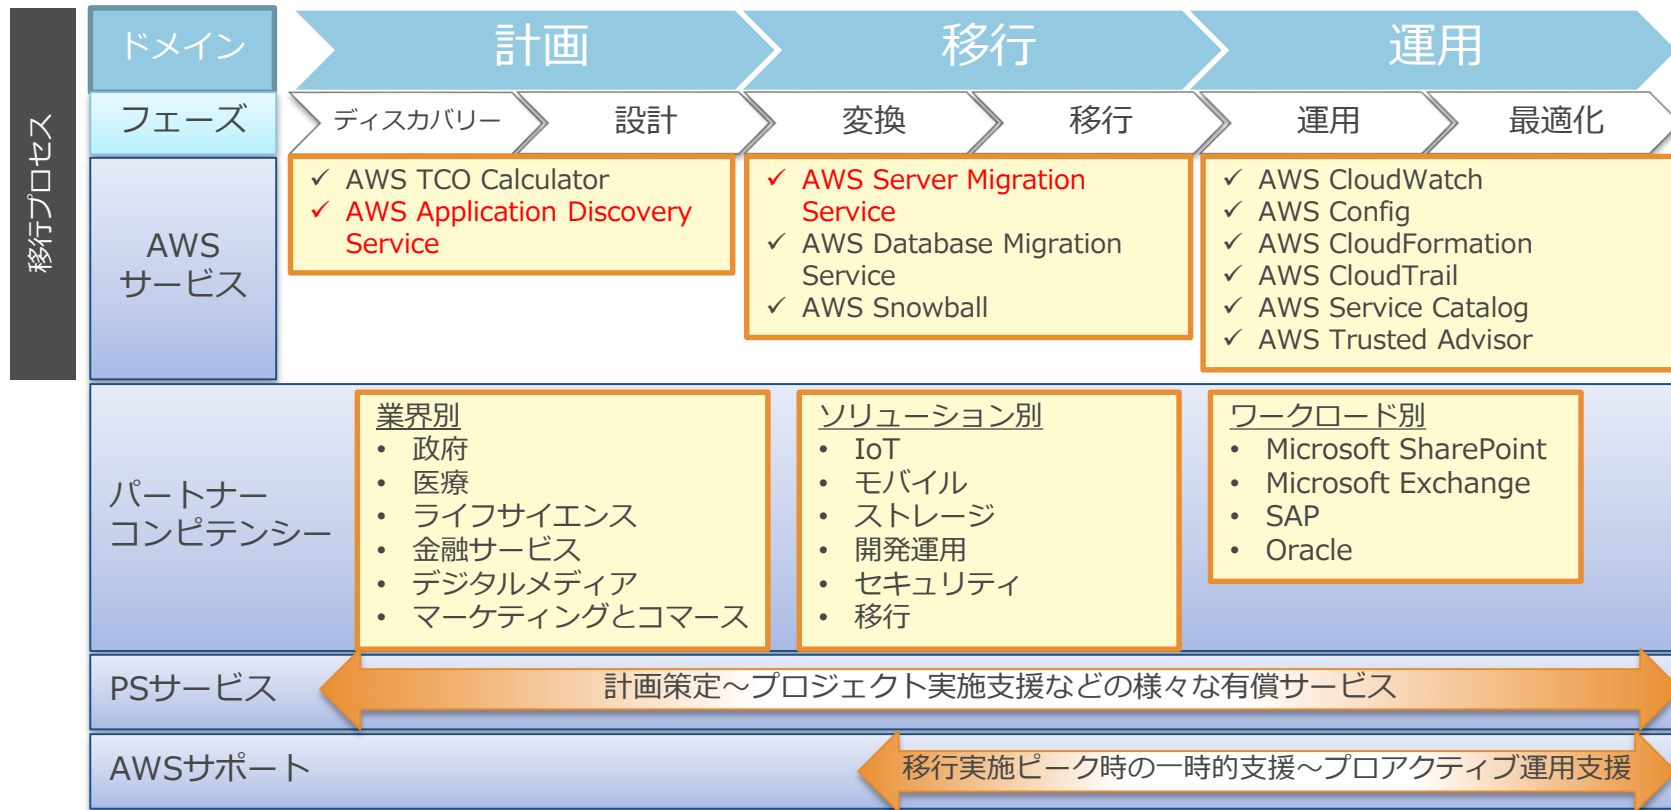 移行プロセス
ドメイン
計画
移行
運用
フェーズ
ディスカバリー
設計
変換
移行
運用
最適化
AWS
サービス
✓ AWS TCO Calculator
✓ AWS Application Discovery
Service
✓ AWS Server Migration
Service
✓ AWS Database Migration
Service
✓ AWS Snowball
✓ AWS CloudWatch
✓ AWS Config
✓ AWS CloudFormation
✓ AWS CloudTrail
✓ AWS Service Catalog
✓ AWS Trusted Advisor
パートナー
コンピテンシー
業界別
• 政府
• 医療
• ライフサイエンス
• 金融サービス
• デジタルメディア
• マーケティングとコマース
ソリューション別
• IoT
• モバイル
• ストレージ
• 開発運用
• セキュリティ
• 移行
ワークロード別
• Microsoft SharePoint
• Microsoft Exchange
• SAP
• Oracle
PSサービス
計画策定～プロジェクト実施支援などの様々な有償サービス
AWSサポート
移行実施ピーク時の一時的支援～プロアクティブ運用支援